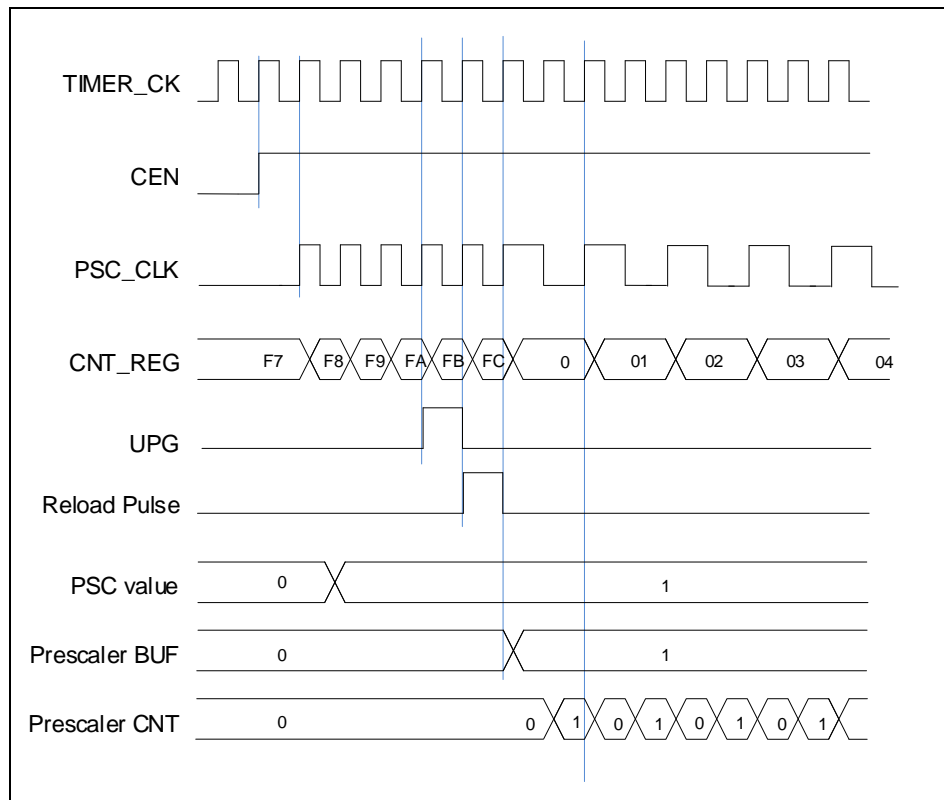 TIMER_CK
CEN
PSC_CLK
CNT_REG F7 F8 F9 FA FB FC 0 01 02 03 04
UPG
Reload Pulse
PSC value 0 1
Prescaler BUF 0 1
Prescaler CNT 0 0 1 0 1 0 1 0 1